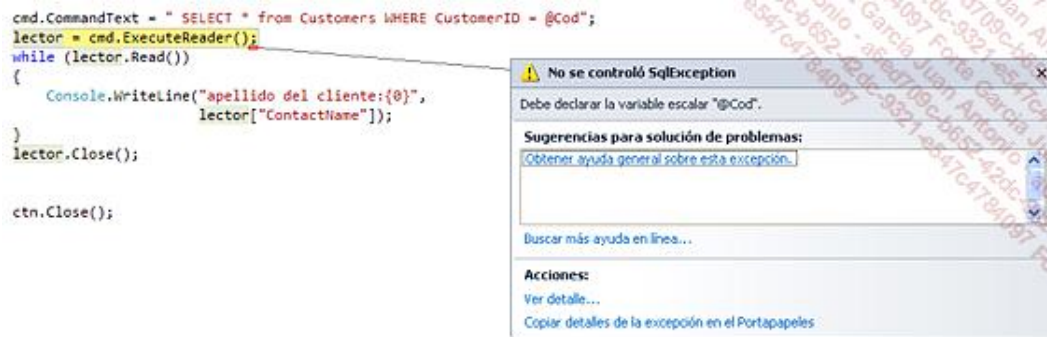 cmd.CommandText = " SELECT * from Customers WHERE CustomerID = @Cod";
lector = cmd.ExecuteReader();
while (lector.Read())
{
Console.WriteLine("apellido del cliente:{0}",
lector["ContactName"]);
}
lector.Close();
ctn.Close();
No se controló SqlException
Debe declarar la variable escalar "@Cod".
Sugerencias para solución de problemas:
Obtener ayuda general sobre esta excepción.
Buscar más ayuda en línea...
Acciones:
Ver detalle...
Copiar detalles de la excepción en el Portapapeles